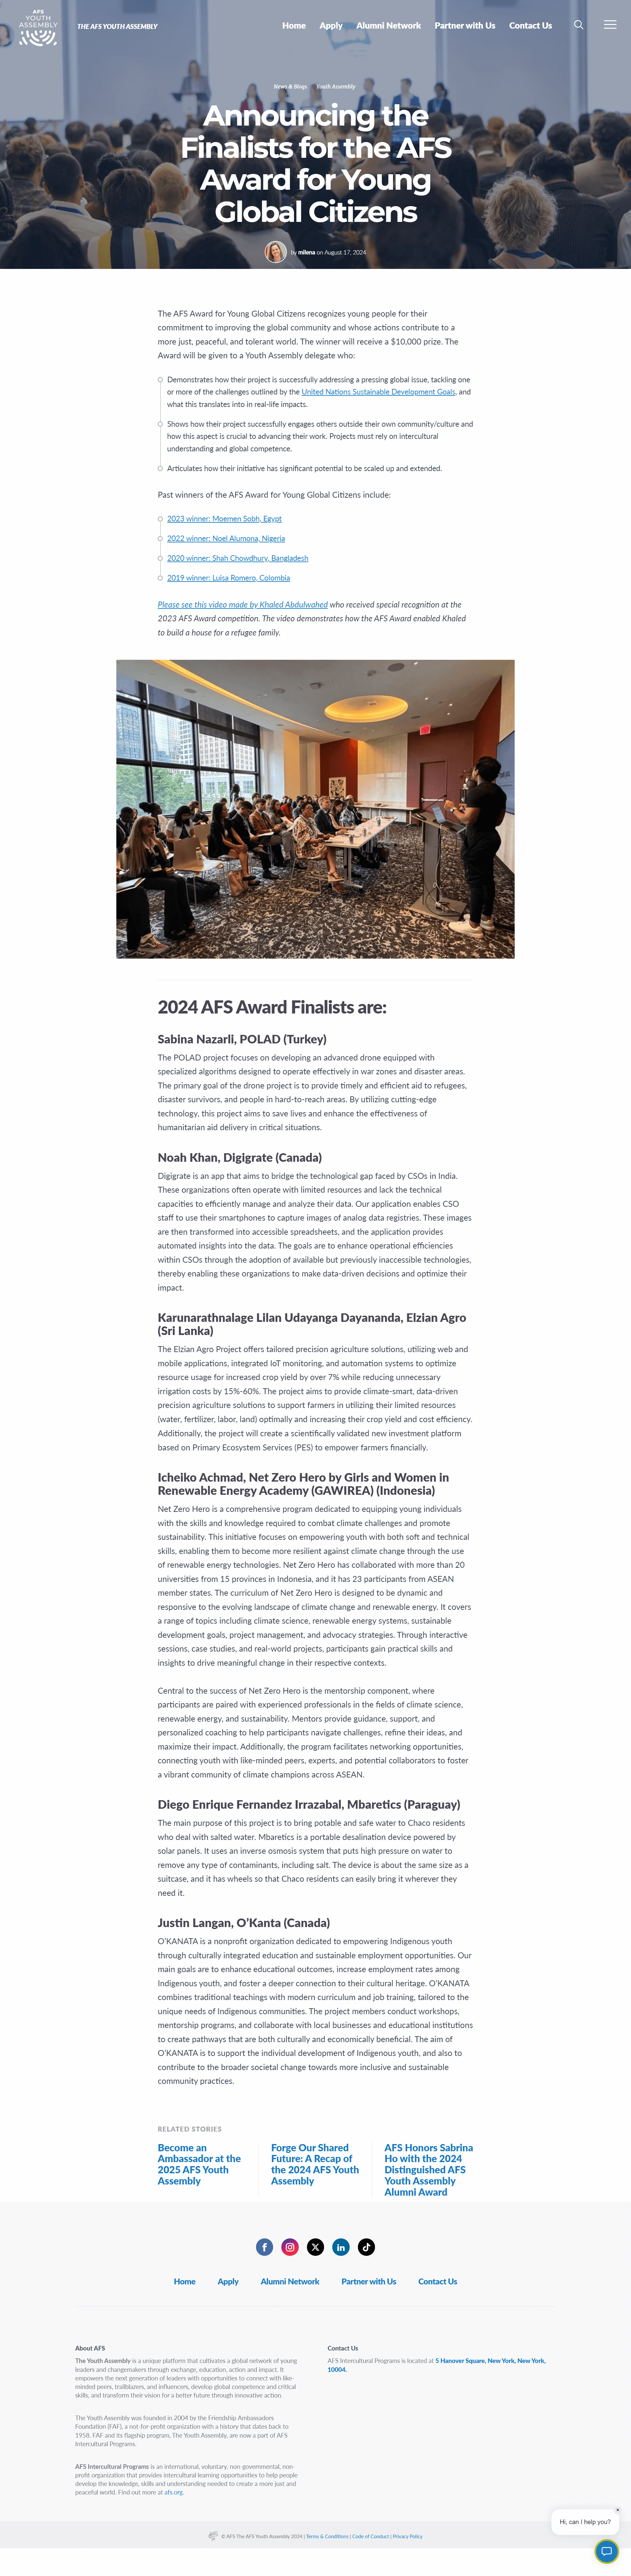 AFS
YOUTH
ASSEMBLY
THE AFS YOUTH ASSEMBLY
Home
Apply
Alumni Network
Partner with Us
Contact Us
News & Blogs
Youth Assembly
Announcing the
Finalists for the AFS
Award for Young
Global Citizens
by milena on August 17, 2024
The AFS Award for Young Global Citizens recognizes young people for their
commitment to improving the global community and whose actions contribute to a
more just, peaceful, and tolerant world. The winner will receive a $10,000 prize. The
Award will be given to a Youth Assembly delegate who:
Demonstrates how their project is successfully addressing a pressing global issue, tackling one
or more of the challenges outlined by the United Nations Sustainable Development Goals, and
what this translates into in real-life impacts.
Shows how their project successfully engages others outside their own community/culture and
how this aspect is crucial to advancing their work. Projects must rely on intercultural
understanding and global competence.
Articulates how their initiative has significant potential to be scaled up and extended.
Past winners of the AFS Award for Young Global Citizens include:
2023 winner: Moemen Sobh, Egypt
2022 winner: Noel Alumona, Nigeria
2020 winner: Shah Chowdhury, Bangladesh
2019 winner: Luisa Romero, Colombia
Please see this video made by Khaled Abdulwahed who received special recognition at the
2023 AFS Award competition. The video demonstrates how the AFS Award enabled Khaled
to build a house for a refugee family.
2024 AFS Award Finalists are:
Sabina Nazarli, POLAD (Turkey)
The POLAD project focuses on developing an advanced drone equipped with
specialized algorithms designed to operate effectively in war zones and disaster areas.
The primary goal of the drone project is to provide timely and efficient aid to refugees,
disaster survivors, and people in hard-to-reach areas. By utilizing cutting-edge
technology, this project aims to save lives and enhance the effectiveness of
humanitarian aid delivery in critical situations.
Noah Khan, Digigrate (Canada)
Digigrate is an app that aims to bridge the technological gap faced by CSOs in India.
These organizations often operate with limited resources and lack the technical
capacities to efficiently manage and analyze their data. Our application enables CSO
staff to use their smartphones to capture images of analog data registries. These images
are then transformed into accessible spreadsheets, and the application provides
automated insights into the data. The goals are to enhance operational efficiencies
within CSOs through the adoption of available but previously inaccessible technologies,
thereby enabling these organizations to make data-driven decisions and optimize their
impact.
Karunarathnalage Lilan Udayanga Dayananda, Elzian Agro
(Sri Lanka)
The Elzian Agro Project offers tailored precision agriculture solutions, utilizing web and
mobile applications, integrated IoT monitoring, and automation systems to optimize
resource usage for increased crop yield by over 7% while reducing unnecessary
irrigation costs by 15%-60%. The project aims to provide climate-smart, data-driven
precision agriculture solutions to support farmers in utilizing their limited resources
(water, fertilizer, labor, land) optimally and increasing their crop yield and cost efficiency.
Additionally, the project will create a scientifically validated new investment platform
based on Primary Ecosystem Services (PES) to empower farmers financially.
Icheiko Achmad, Net Zero Hero by Girls and Women in
Renewable Energy Academy (GAWIREA) (Indonesia)
Net Zero Hero is a comprehensive program dedicated to equipping young individuals
with the skills and knowledge required to combat climate challenges and promote
sustainability. This initiative focuses on empowering youth with both soft and technical
skills, enabling them to become more resilient against climate change through the use
of renewable energy technologies. Net Zero Hero has collaborated with more than 20
universities from 15 provinces in Indonesia, and it has 23 participants from ASEAN
member states. The curriculum of Net Zero Hero is designed to be dynamic and
responsive to the evolving landscape of climate change and renewable energy. It covers
a range of topics including climate science, renewable energy systems, sustainable
development goals, project management, and advocacy strategies. Through interactive
sessions, case studies, and real-world projects, participants gain practical skills and
insights to drive meaningful change in their respective contexts.
Central to the success of Net Zero Hero is the mentorship component, where
participants are paired with experienced professionals in the fields of climate science,
renewable energy, and sustainability. Mentors provide guidance, support, and
personalized coaching to help participants navigate challenges, refine their ideas, and
maximize their impact. Additionally, the program facilitates networking opportunities,
connecting youth with like-minded peers, experts, and potential collaborators to foster
a vibrant community of climate champions across ASEAN.
Diego Enrique Fernandez Irrazabal, Mbaretics (Paraguay)
The main purpose of this project is to bring potable and safe water to Chaco residents
who deal with salted water. Mbaretics is a portable desalination device powered by
solar panels. It uses an inverse osmosis system that puts high pressure on water to
remove any type of contaminants, including salt. The device is about the same size as a
suitcase, and it has wheels so that Chaco residents can easily bring it wherever they
need it.
Justin Langan, O’Kanta (Canada)
O’KANATA is a nonprofit organization dedicated to empowering Indigenous youth
through culturally integrated education and sustainable employment opportunities. Our
main goals are to enhance educational outcomes, increase employment rates among
Indigenous youth, and foster a deeper connection to their cultural heritage. O’KANATA
combines traditional teachings with modern curriculum and job training, tailored to the
unique needs of Indigenous communities. The project members conduct workshops,
mentorship programs, and collaborate with local businesses and educational institutions
to create pathways that are both culturally and economically beneficial. The aim of
O’KANATA is to support the individual development of Indigenous youth, and also to
contribute to the broader societal change towards more inclusive and sustainable
community practices.
RELATED STORIES
Become an
Ambassador at the
2025 AFS Youth
Assembly
Forge Our Shared
Future: A Recap of
the 2024 AFS Youth
Assembly
AFS Honors Sabrina
Ho with the 2024
Distinguished AFS
Youth Assembly
Alumni Award
Home
Apply
Alumni Network
Partner with Us
Contact Us
About AFS
The Youth Assembly is a unique platform that cultivates a global network of young
leaders and changemakers through exchange, education, action and impact. It
empowers the next generation of leaders with opportunities to connect with like-
minded peers, trailblazers, and influencers, develop global competence and critical
skills, and transform their vision for a better future through innovative action.
The Youth Assembly was founded in 2004 by the Friendship Ambassadors
Foundation (FAF), a not-for-profit organization with a history that dates back to
1958. FAF and its flagship program, The Youth Assembly, are now a part of AFS
Intercultural Programs.
AFS Intercultural Programs is an international, voluntary, non-governmental, non-
profit organization that provides intercultural learning opportunities to help people
develop the knowledge, skills and understanding needed to create a more just and
peaceful world. Find out more at afs.org.
Contact Us
AFS Intercultural Programs is located at 5 Hanover Square, New York, New York,
10004.
Hi, can I help you?
© AFS The AFS Youth Assembly 2024 | Terms & Conditions | Code of Conduct | Privacy Policy